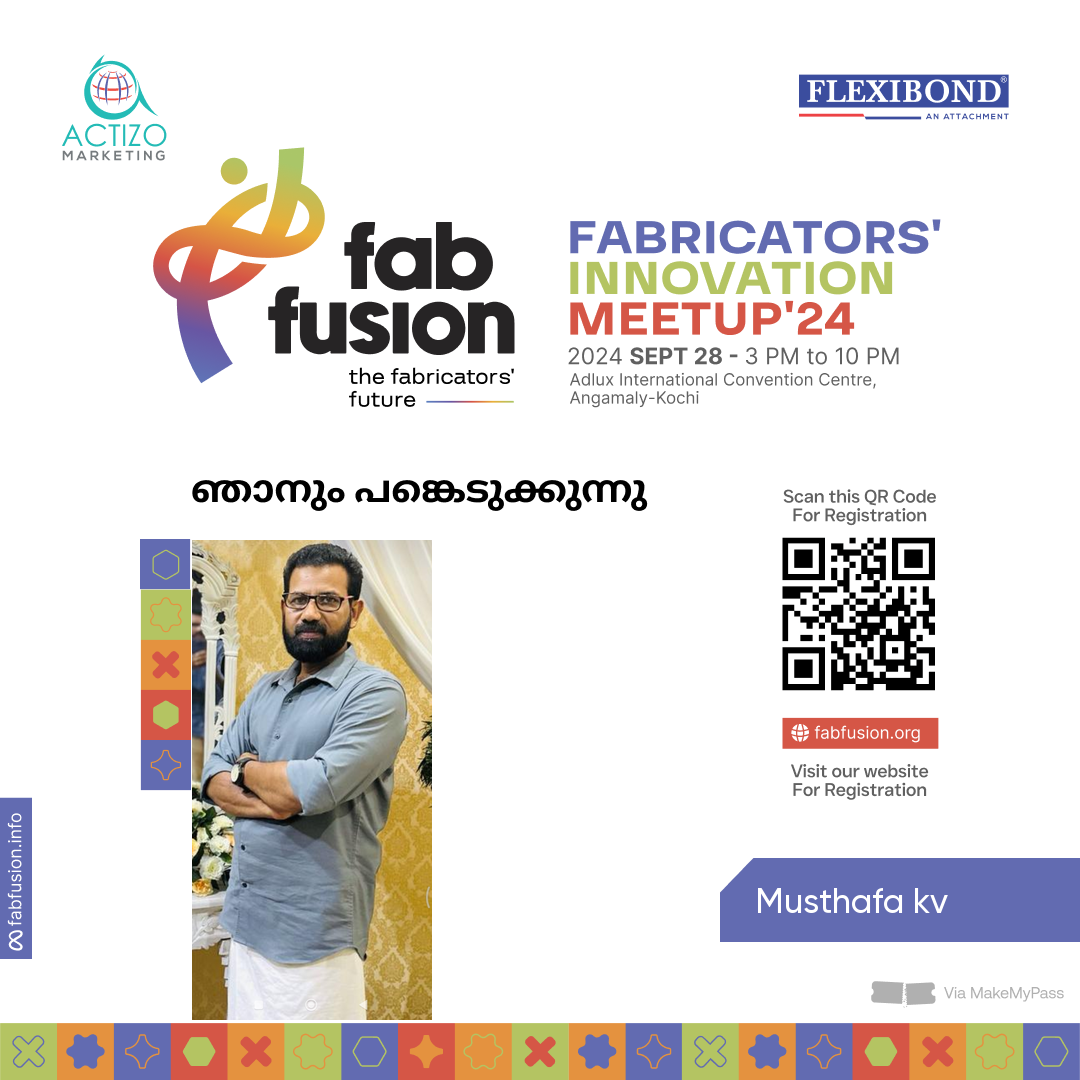 ACTIZO
MARKETING
FLEXIBOND®
AN ATTACHMENT
fab
fusion
the fabricators'
future
FABRICATORS'
INNOVATION
MEETUP'24
2024 SEPT 28 - 3 PM to 10 PM
Adlux International Convention Centre,
Angamaly-Kochi
ഞാനും പങ്കെടുക്കുന്നു
Scan this QR Code
For Registration
fabfusion.org
Visit our website
For Registration
fabfusion.info
Musthafa kv
Via MakeMyPass